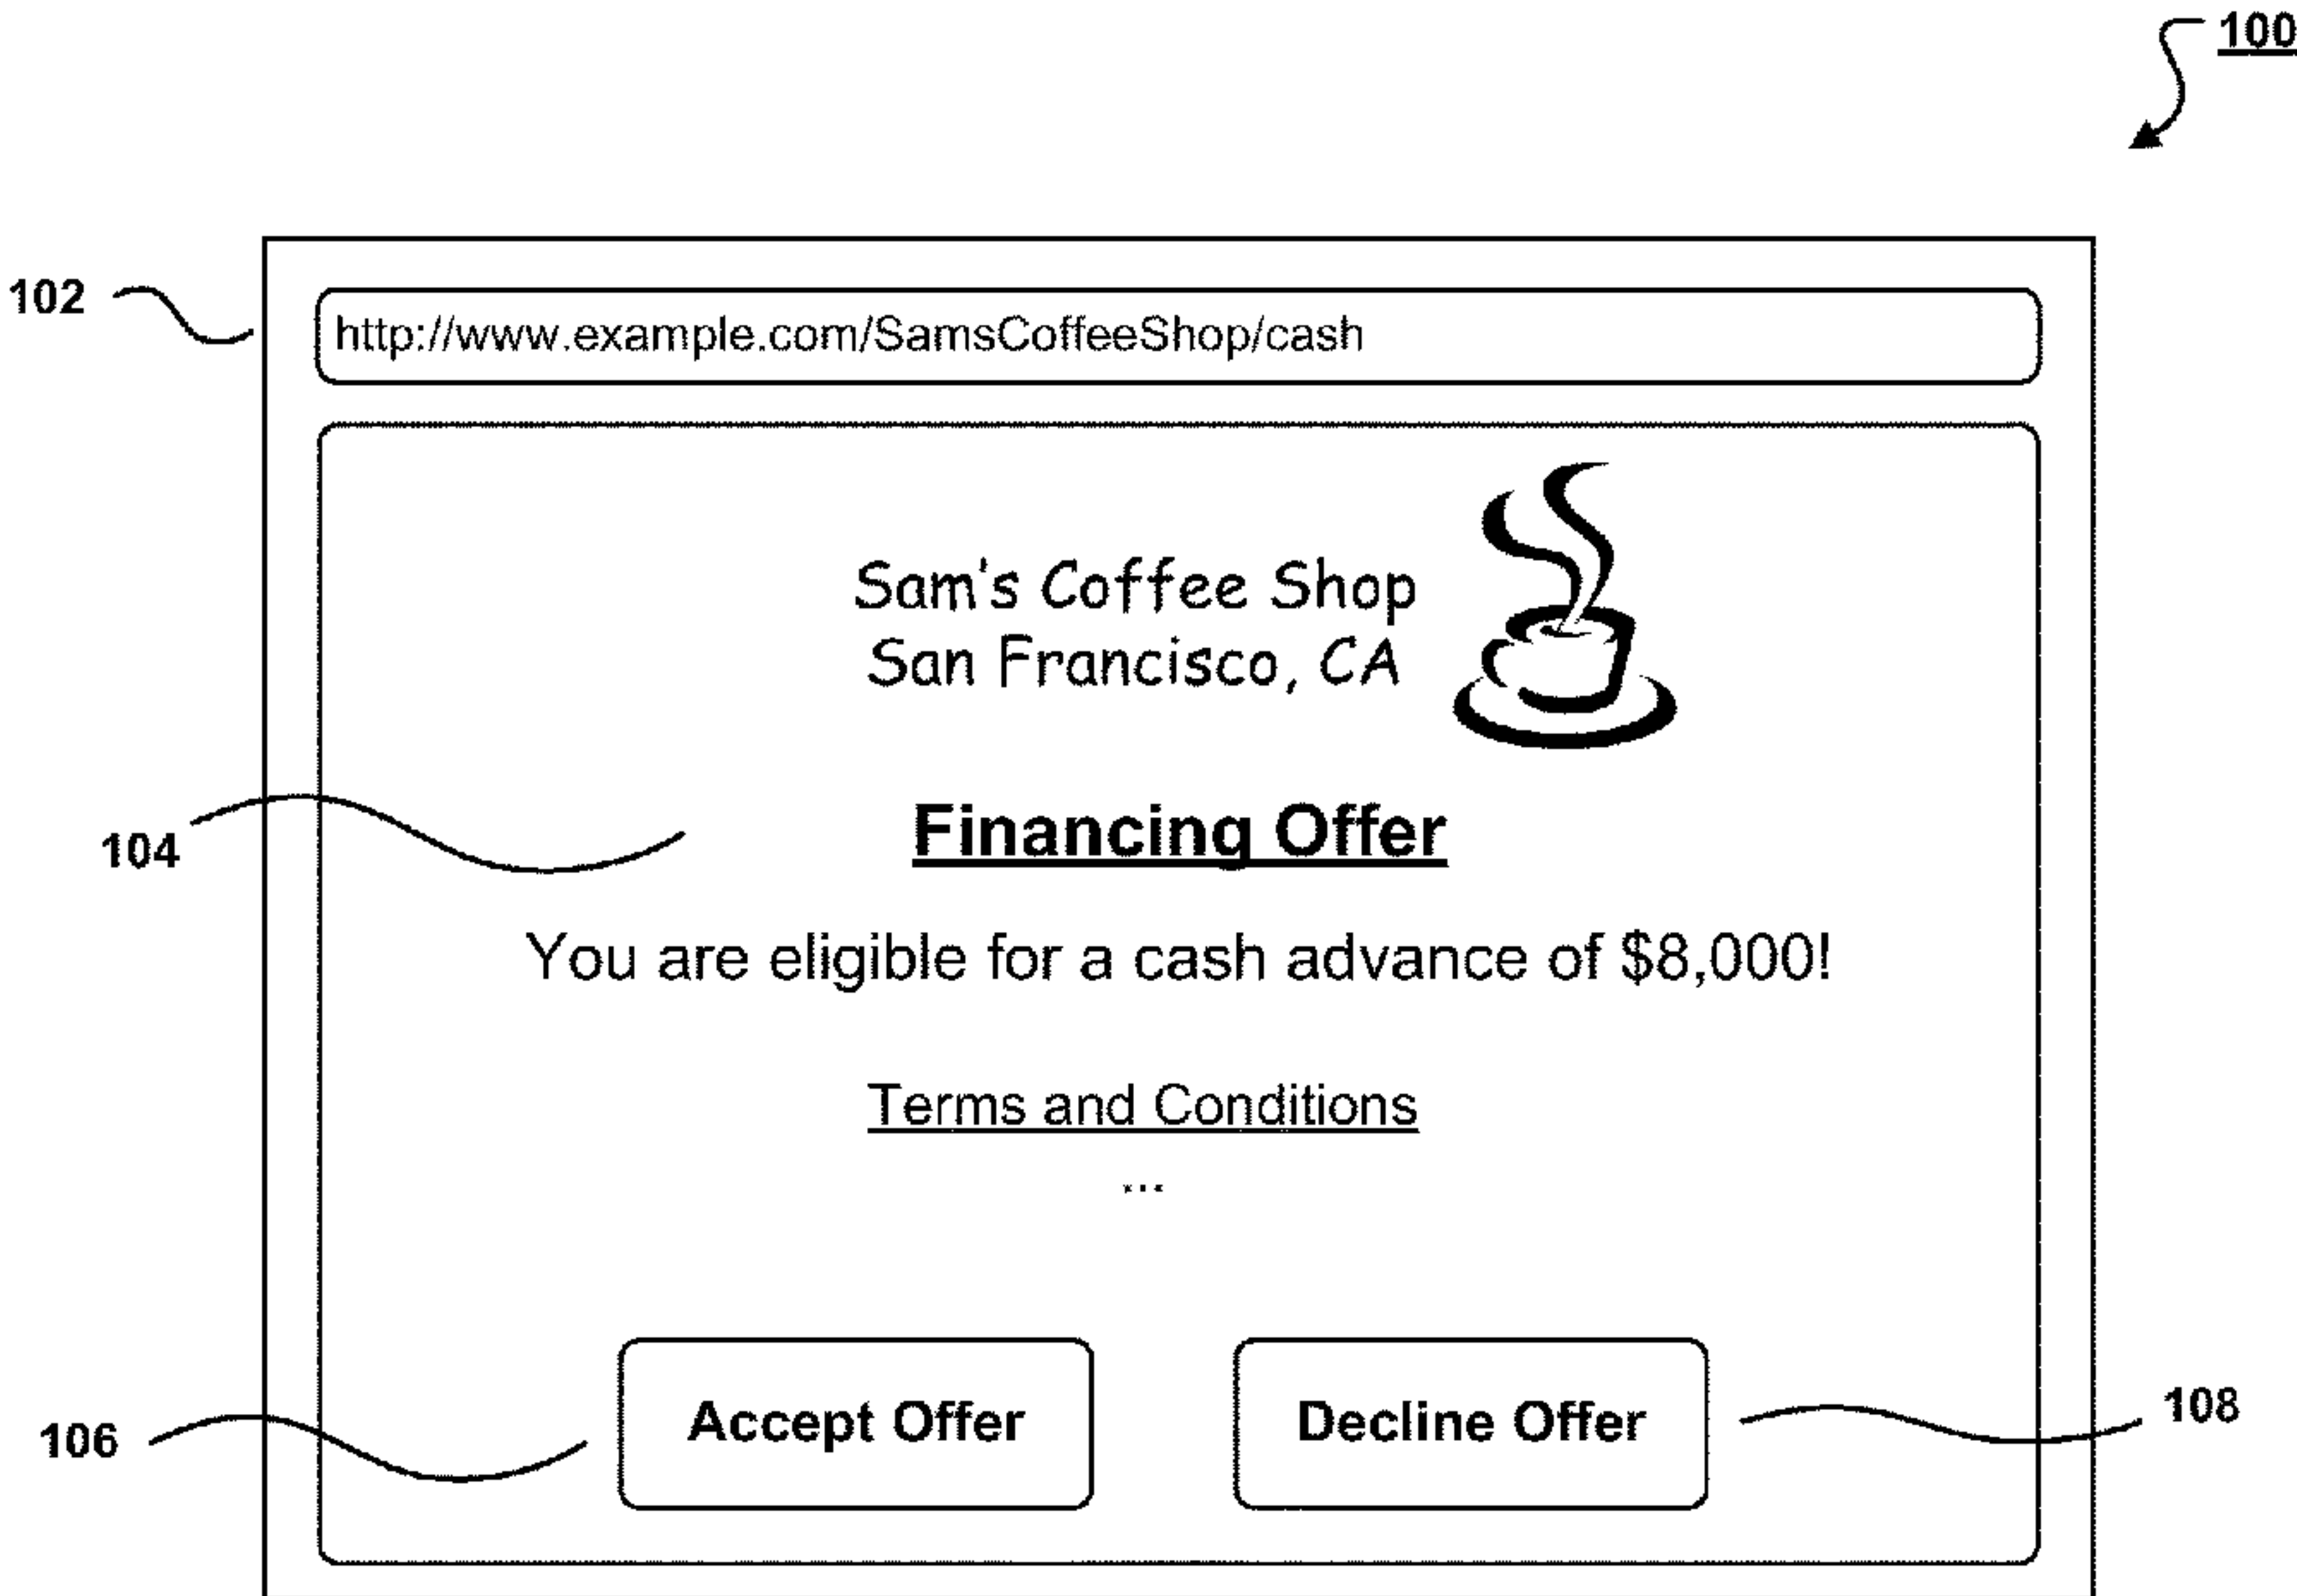 100
102
http://www.example.com/SamsCoffeeShop/cash
Sam's Coffee Shop
San Francisco, CA
104
Financing Offer
You are eligible for a cash advance of $8,000!
Terms and Conditions
...
106
Accept Offer
Decline Offer
108